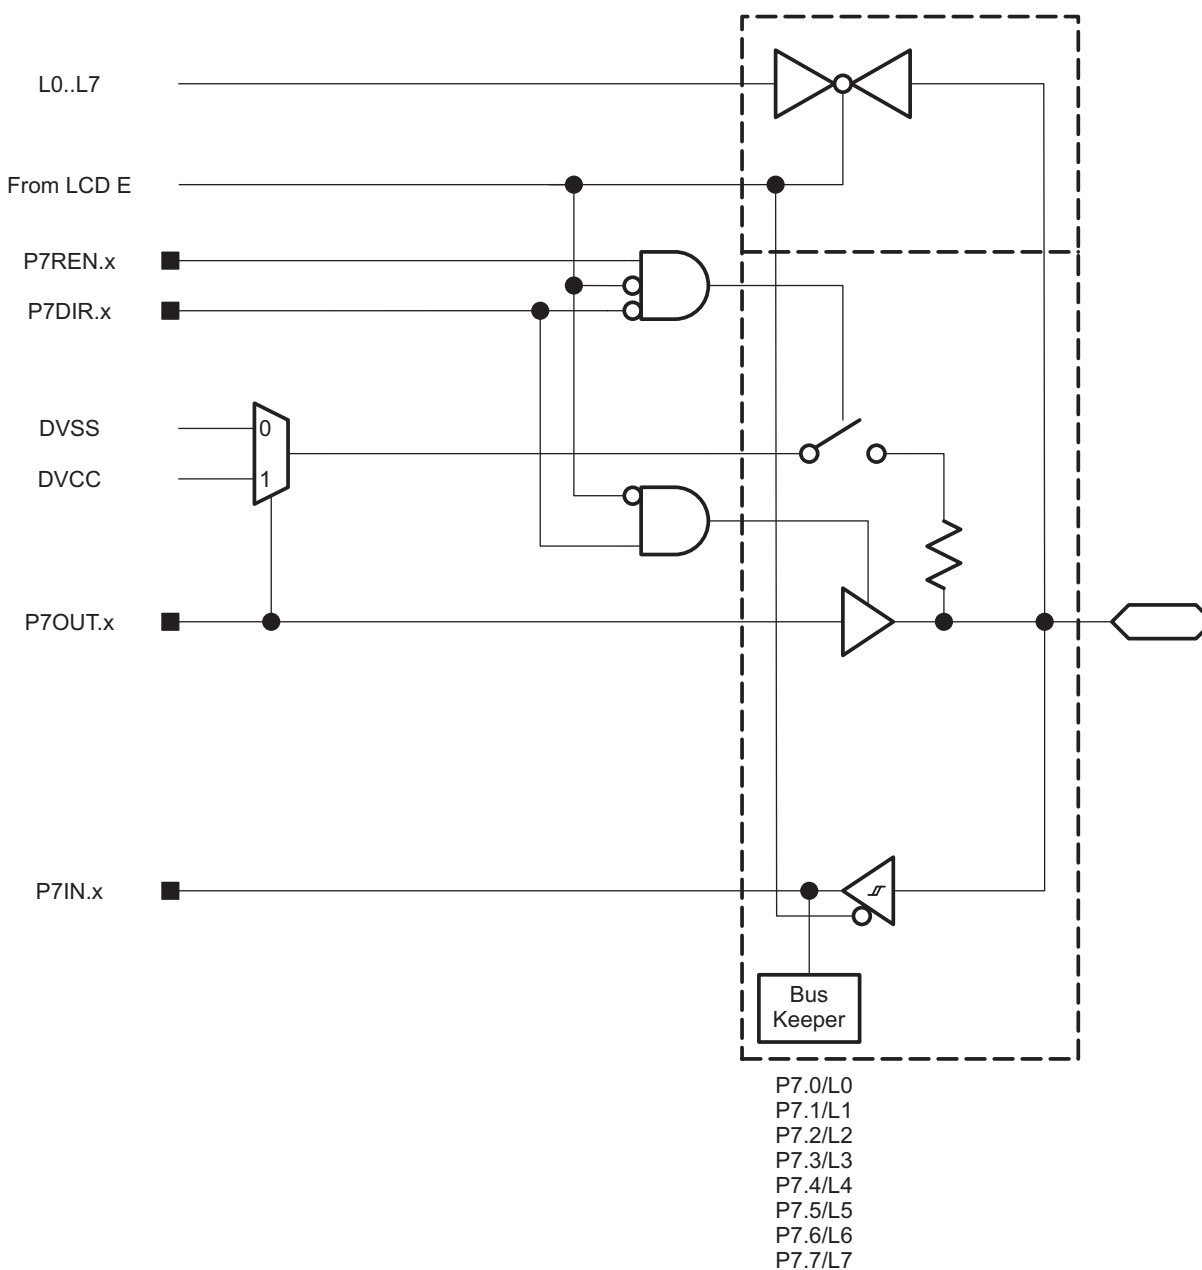 L0..L7
From LCD E
P7REN.x
P7DIR.x
DVSS
0
DVCC
1
P7OUT.x
P7IN.x
Bus
Keeper
P7.0/L0
P7.1/L1
P7.2/L2
P7.3/L3
P7.4/L4
P7.5/L5
P7.6/L6
P7.7/L7